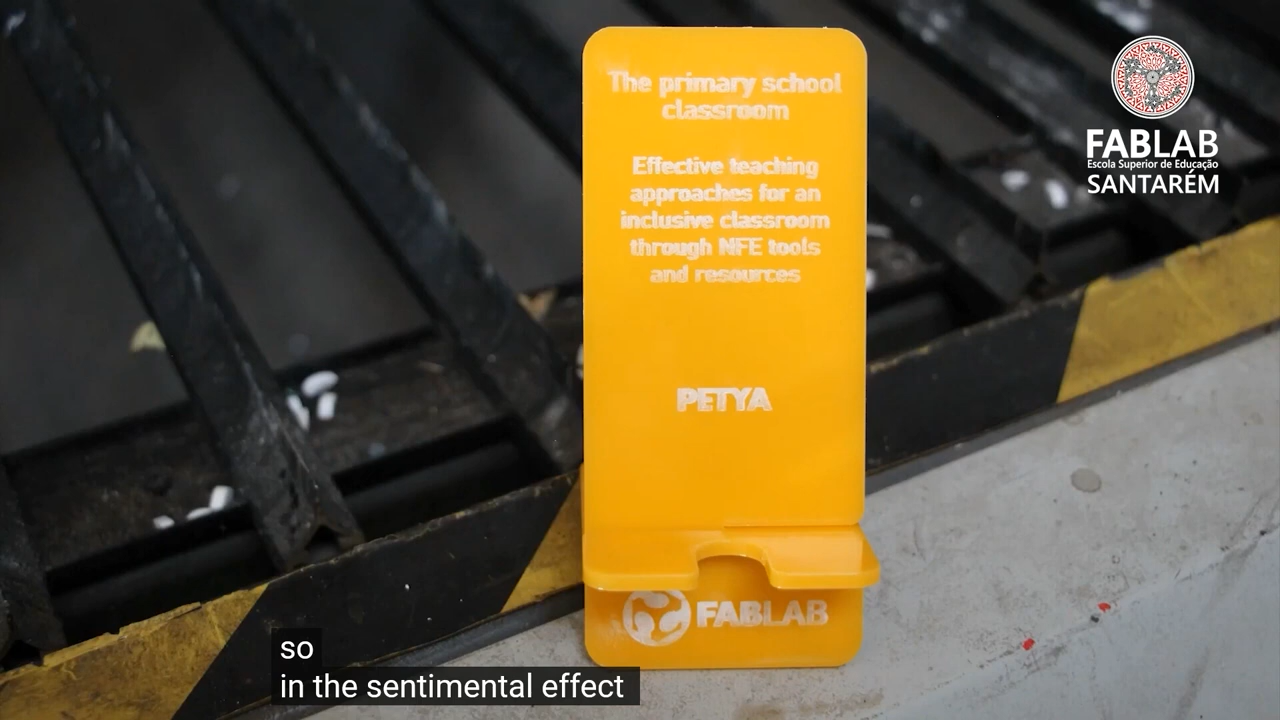 The primary school
classroom
Effective teaching
approaches for an
inclusive classroom
through NFE tools
and resources
PETYA
FABLAB
FABLAB
Escola Superior de Educação
SANTARÉM
so
in the sentimental effect